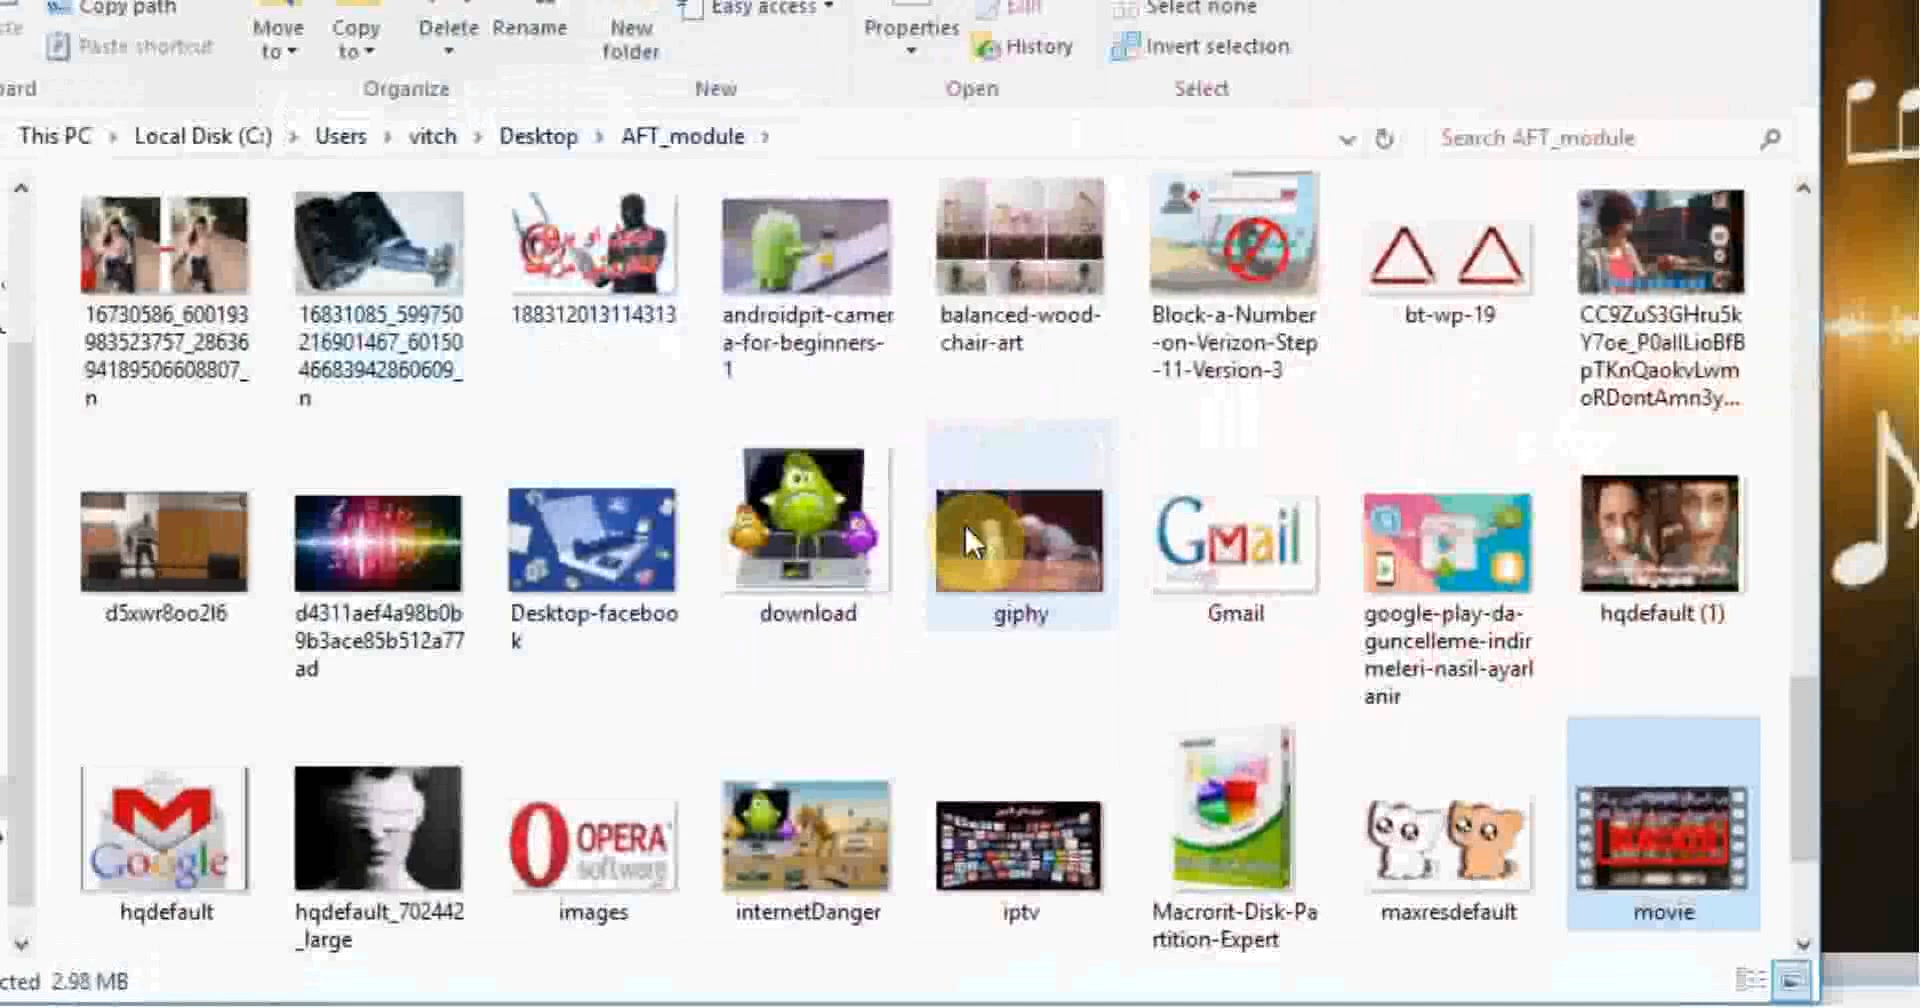 Copy path
Easy access
Edit
Select none
Paste shortcut
Move to
Copy to
Delete
Rename
New folder
Properties
History
Invert selection
Organize
New
Open
Select
This PC > Local Disk (C:) > Users > vitch > Desktop > AFT_module >
Search AFT_module
16730586_600193
983523757_28636
94189506608807_
n
16831085_599750
216901467_60150
46683942860609_
n
188312013114313
androidpit-camer
a-for-beginners-
1
balanced-wood-
chair-art
Block-a-Number
-on-Verizon-Step
-11-Version-3
bt-wp-19
CC9ZuS3GHru5k
pTKnQaokvLwm
oRDontAmn3y...
Gmail
d5xwr8oo2l6
d4311aef4a98b0b
9b3ace85b512a77
ad
Desktop-faceboo
k
download
giphy
Gmail
google-play-da-
guncelleme-indir
meleri-nasil-ayarl
anir
hqdefault (1)
Google
OPERA
software
hqdefault
hqdefault_702442
_large
images
internetDanger
iptv
Macrorit-Disk-Pa
rtition-Expert
maxresdefault
movie
2.98 MB